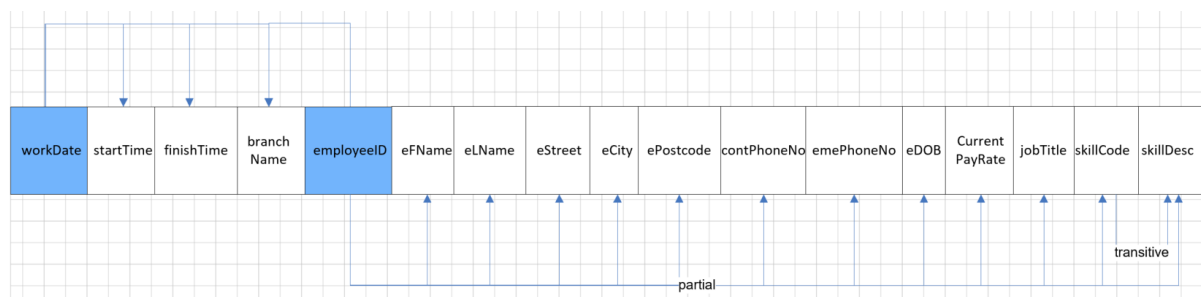 workDate
startTime
finishTime
branch
Name
employeeID
eFName
eLName
eStreet
eCity
ePostcode
contPhoneNo
emePhoneNo
eDOB
Current
PayRate
jobTitle
skillCode
skillDesc
transitive
partial